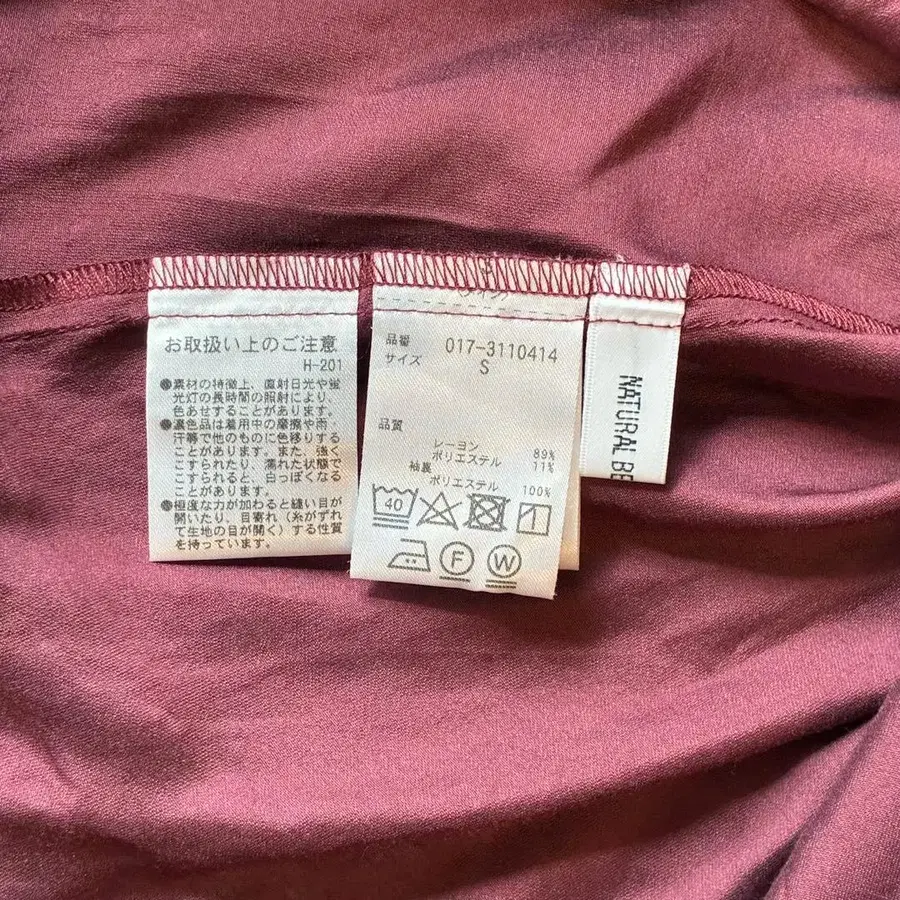 お取扱い上のご注意
H-201
●素材の特徴上、直射日光や蛍
光灯の長時間の照射により、
色あせすることがあります。
●濃色品は着用中の摩擦や雨・
汗等で他のものに色移りする
ことがあります。また、強く
こすられたり、濡れた状態で
こすられると、白っぽくなる
ことがあります。
●極度な力が加わると縫い目が
開いたり、目寄れ（糸がずれ
て生地の目が開く）する性質
を持っています。
品番 017-3110414
サイズ S
品質
レーヨン 89%
ポリエステル 11%
袖裏
ポリエステル 100%
40
F W
NATURAL BE